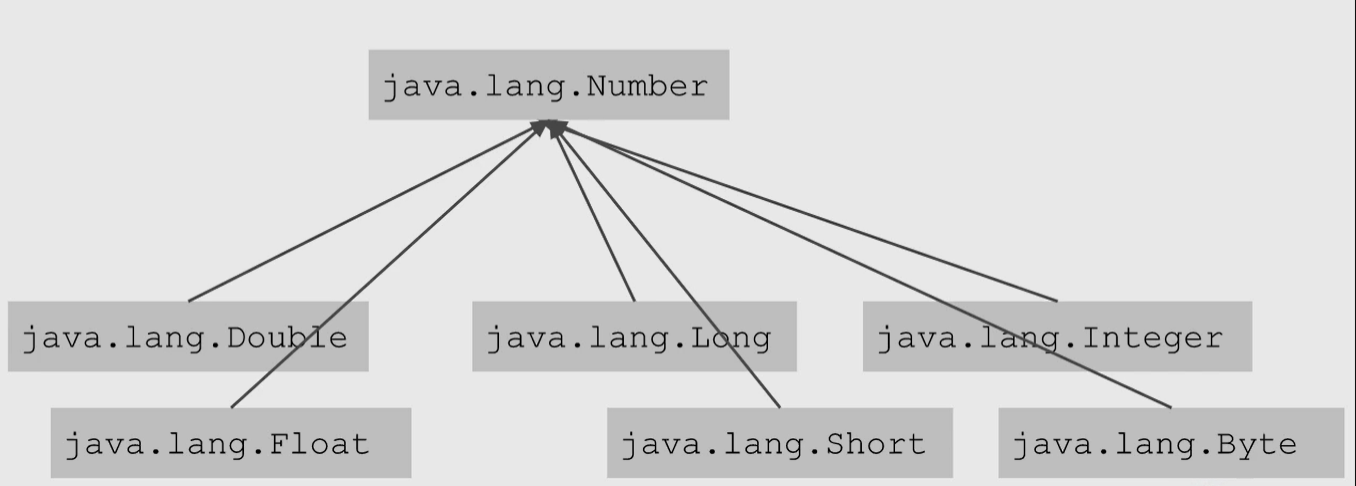 java.lang.Number
java.lang.Double
java.lang.Long
java.lang.Integer
java.lang.Float
java.lang.Short
java.lang.Byte